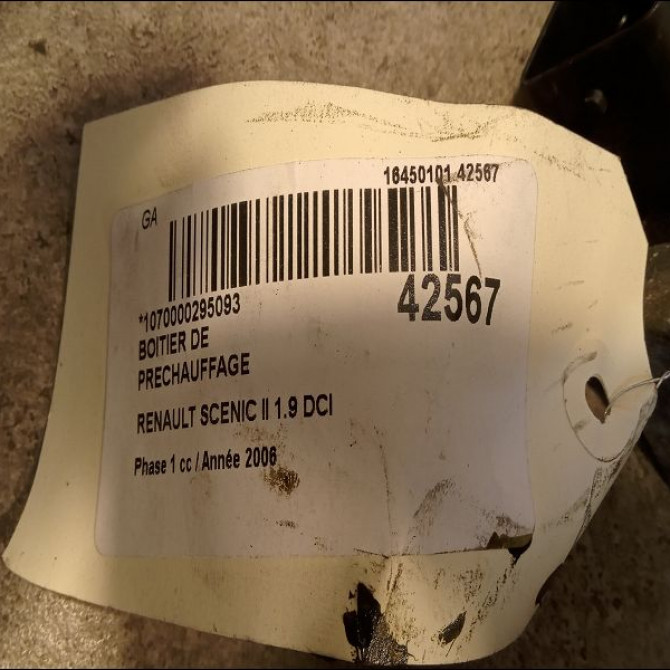 16450101 42567
GA
*1070000295093
42567
BOITIER DE
PRECHAUFFAGE
RENAULT SCENIC II 1.9 DCI
Phase 1 cc / Année 2006